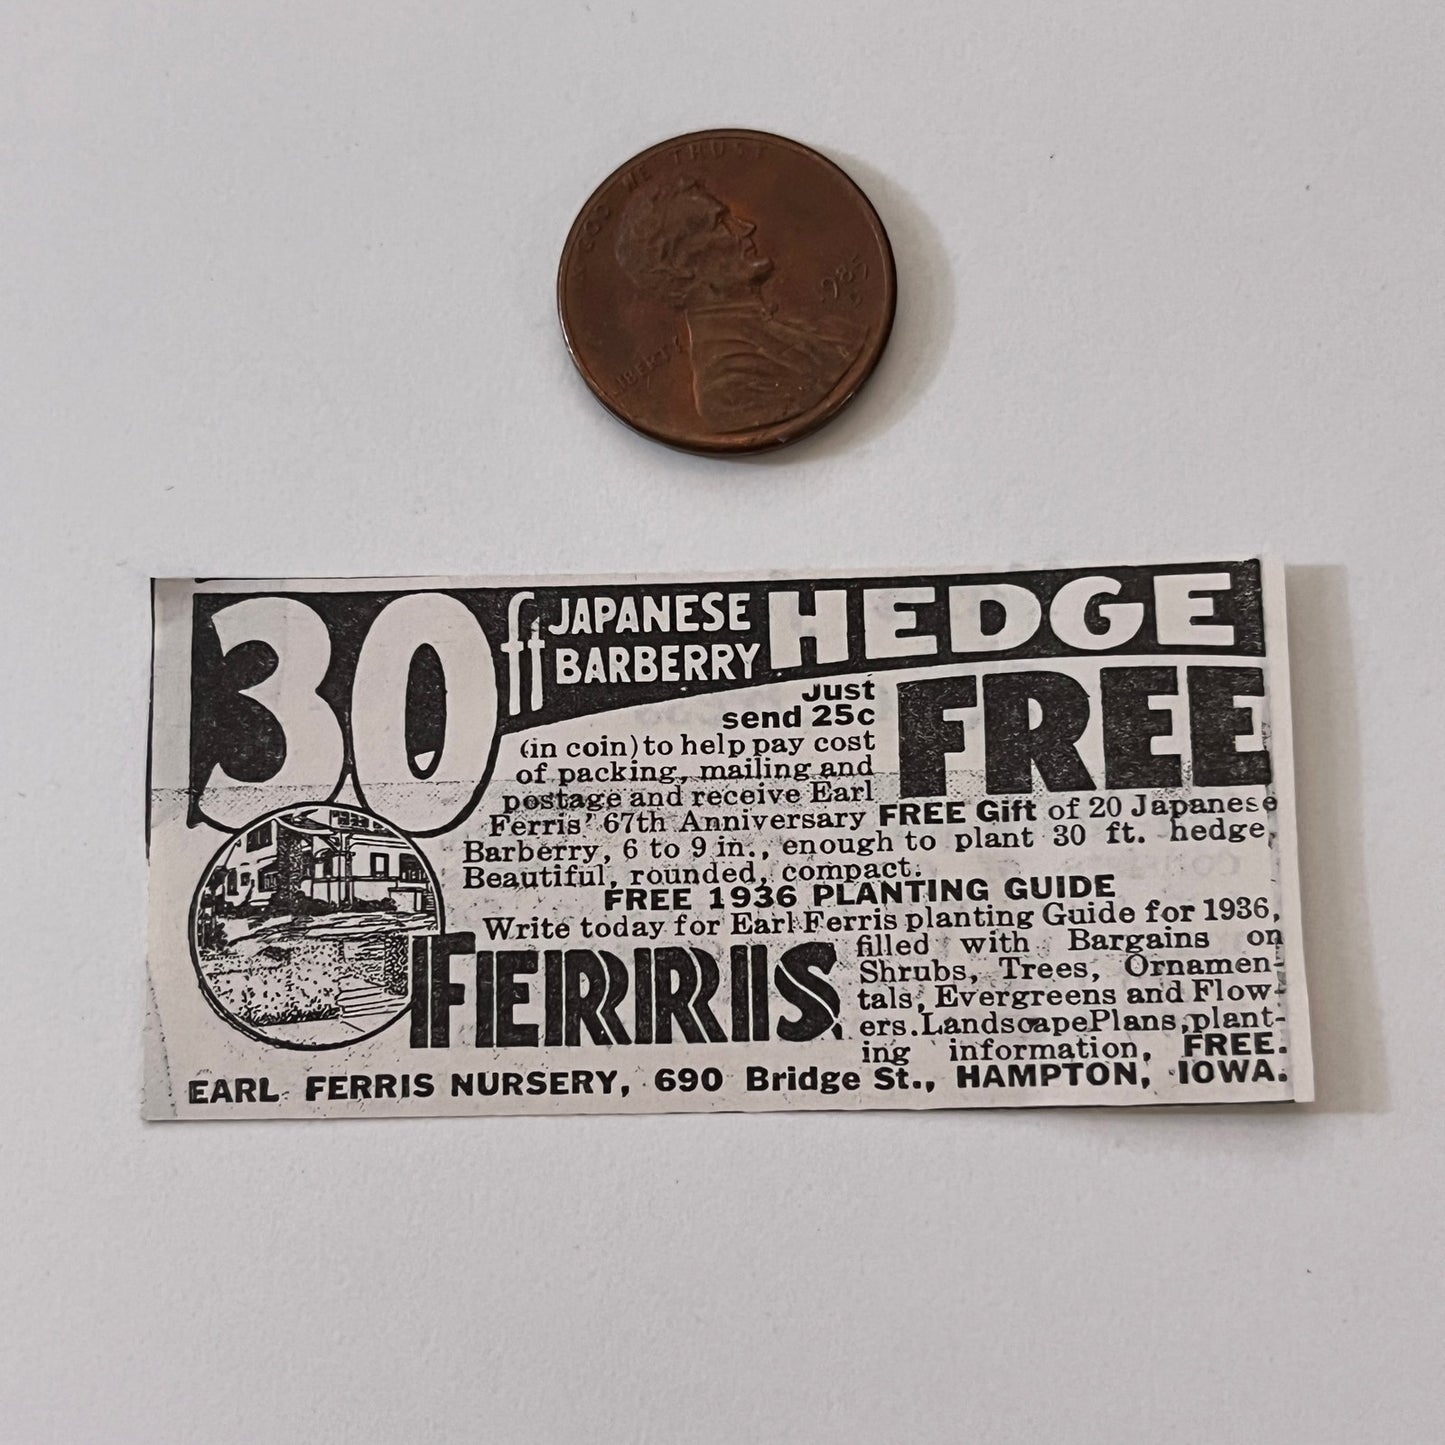 IN GOD WE TRUST
LIBERTY
1985
D
30 ft JAPANESE BARBERRY HEDGE
FREE
Just
send 25c
(in coin) to help pay cost
of packing, mailing and
postage and receive Earl
Ferris' 67th Anniversary FREE Gift of 20 Japanese
Barberry, 6 to 9 in., enough to plant 30 ft. hedge,
Beautiful, rounded, compact.
FREE 1936 PLANTING GUIDE
Write today for Earl Ferris planting Guide for 1936,
filled with Bargains on
Shrubs, Trees, Ornamen-
tals, Evergreens and Flow-
ers. Landscape Plans, plant-
ing information, FREE.
FERRIS
EARL FERRIS NURSERY, 690 Bridge St., HAMPTON, IOWA.